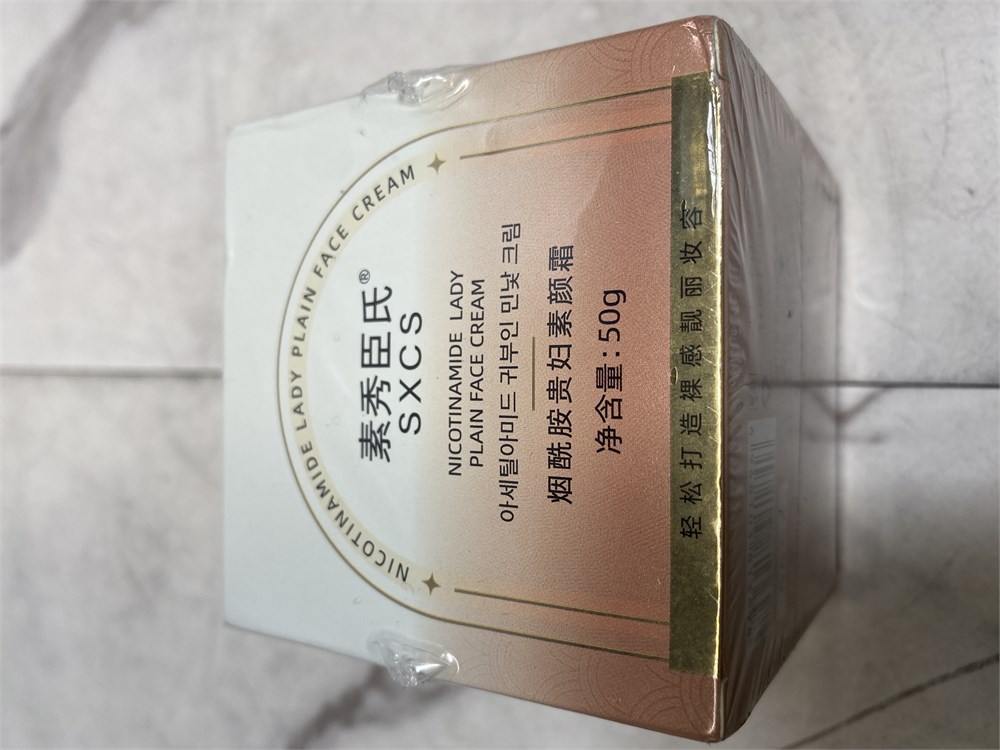 NICOTINAMIDE LADY PLAIN FACE CREAM
素秀臣氏®
SXCS
NICOTINAMIDE LADY
PLAIN FACE CREAM
아세틸아미드 귀부인 민낯 크림
烟酰胺贵妇素颜霜
净含量:50g
轻松打造裸感靓丽妆容